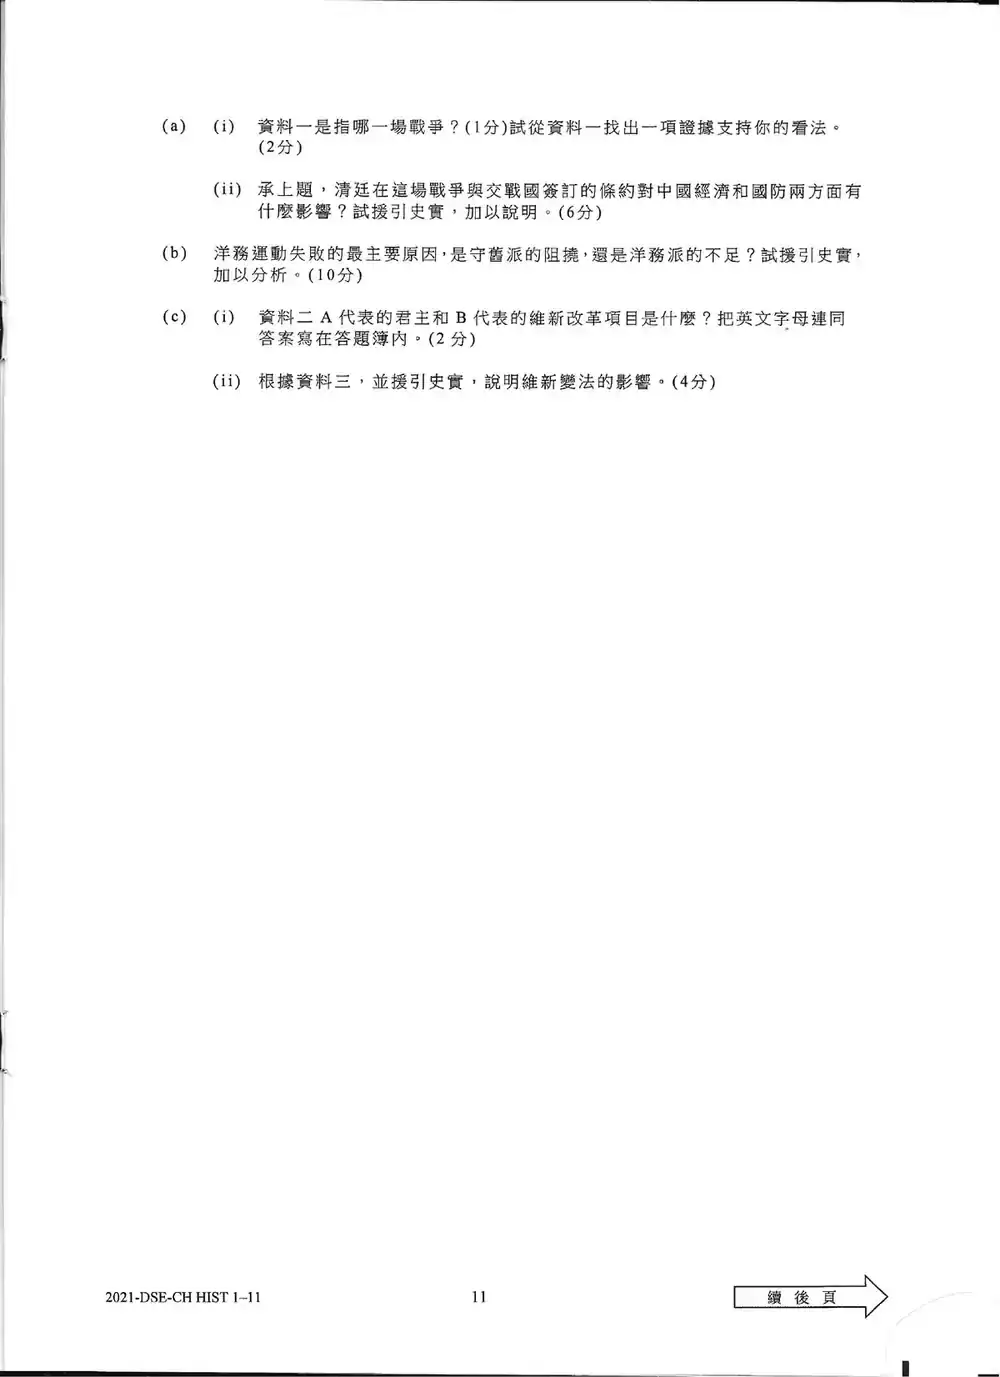 (a) (i) 資料一是指哪一場戰爭？(1分)試從資料一找出一項證據支持你的看法。
(2分)
(ii) 承上題，清廷在這場戰爭與交戰國簽訂的條約對中國經濟和國防兩方面有
什麼影響？試援引史實，加以說明。(6分)
(b) 洋務運動失敗的最主要原因，是守舊派的阻撓，還是洋務派的不足？試援引史實，
加以分析。(10分)
(c) (i) 資料二 A 代表的君主和 B 代表的維新改革項目是什麼？把英文字母連同
答案寫在答題簿內。(2 分)
(ii) 根據資料三，並援引史實，說明維新變法的影響。(4分)
2021-DSE-CH HIST 1–11
11
續後頁